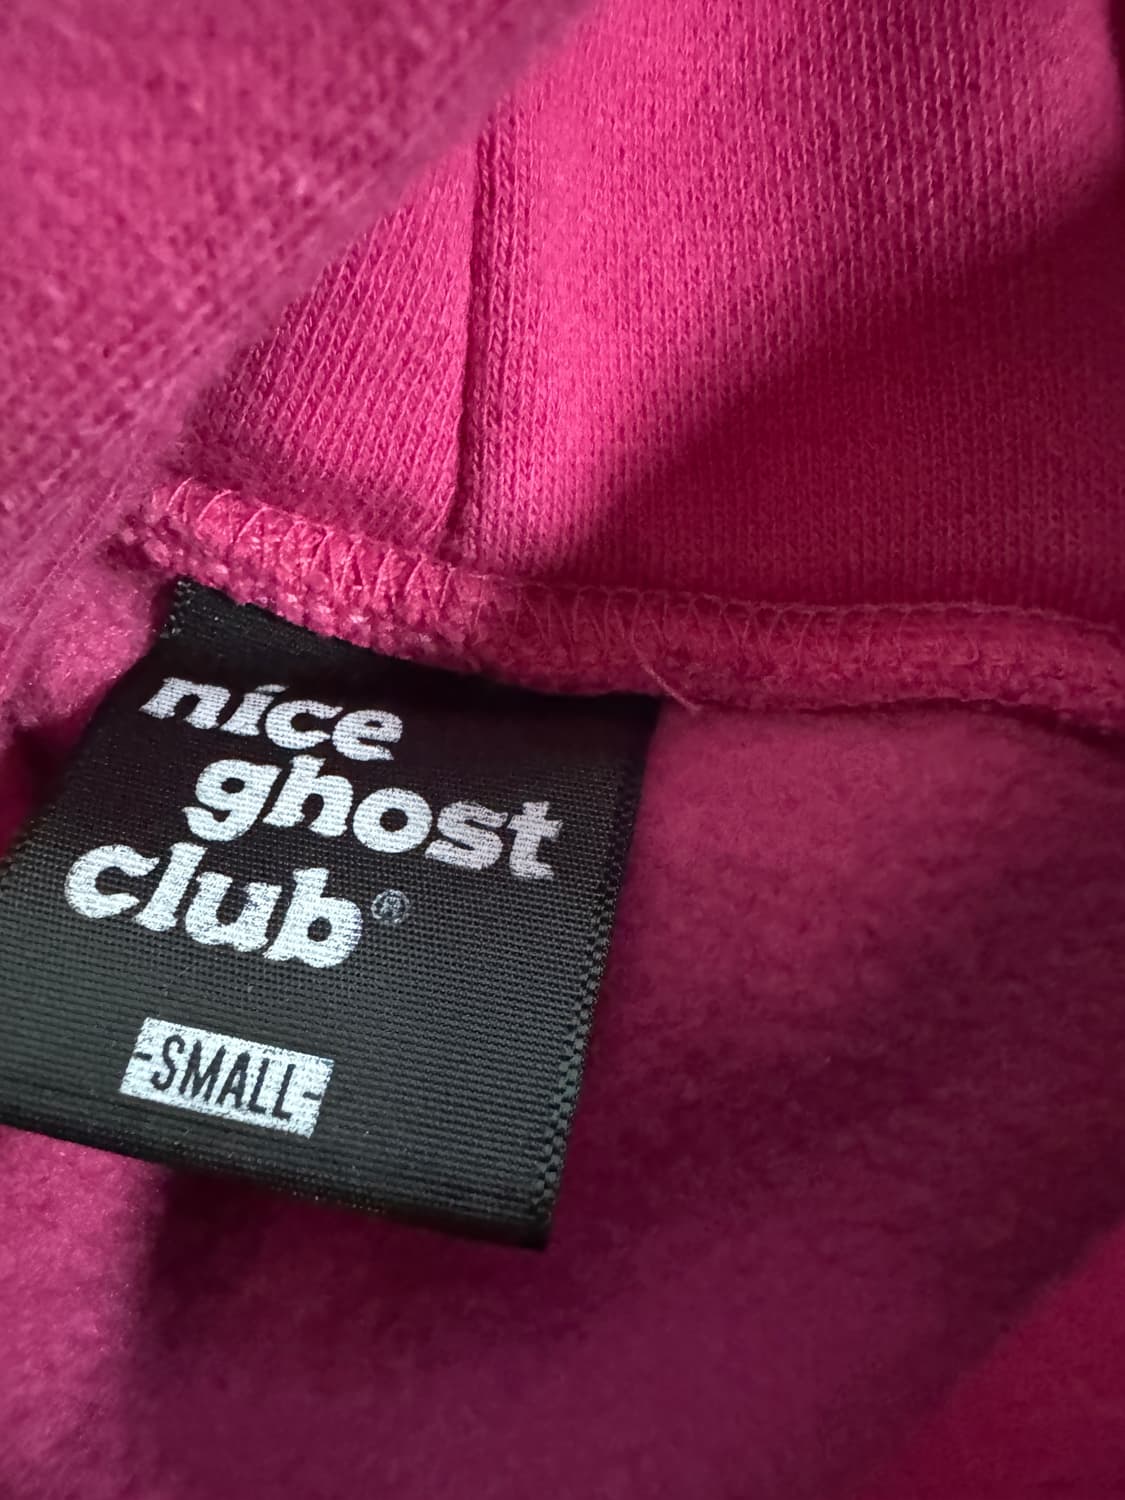 nice
ghost
club®
-SMALL-